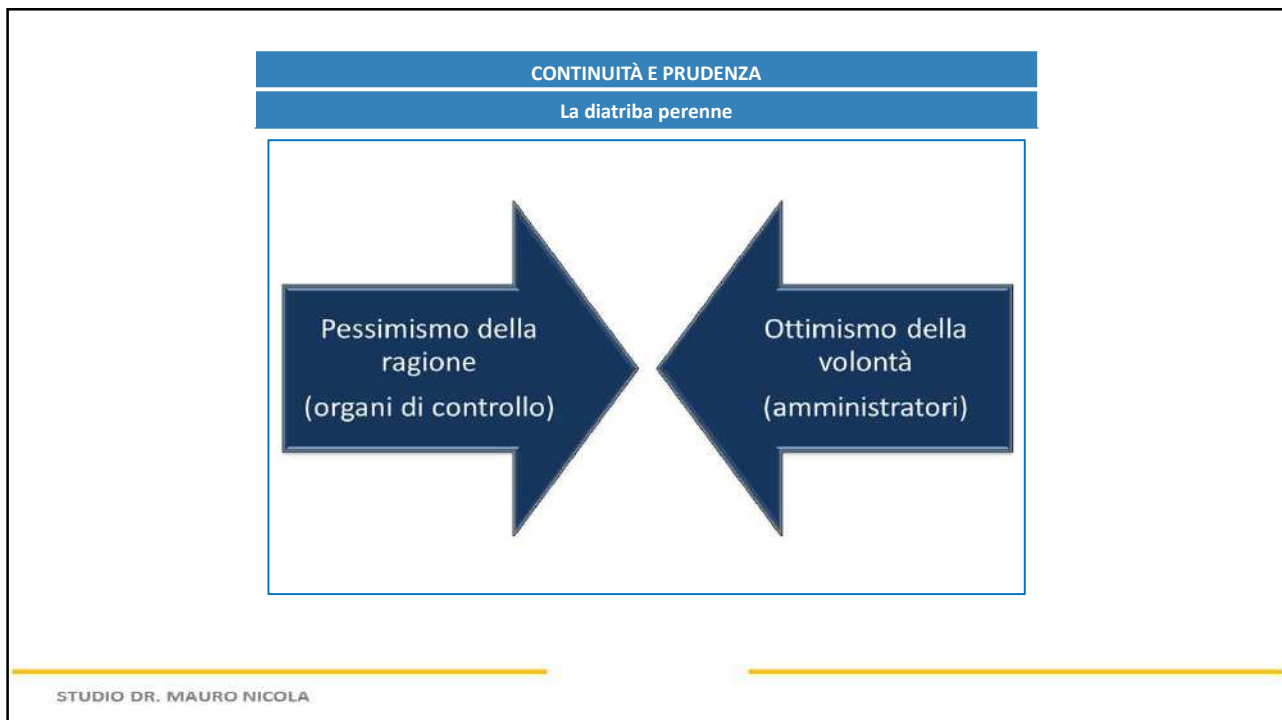 CONTINUITÀ E PRUDENZA
La diatriba perenne
Pessimismo della
ragione
(organi di controllo)
Ottimismo della
volontà
(amministratori)
STUDIO DR. MAURO NICOLA